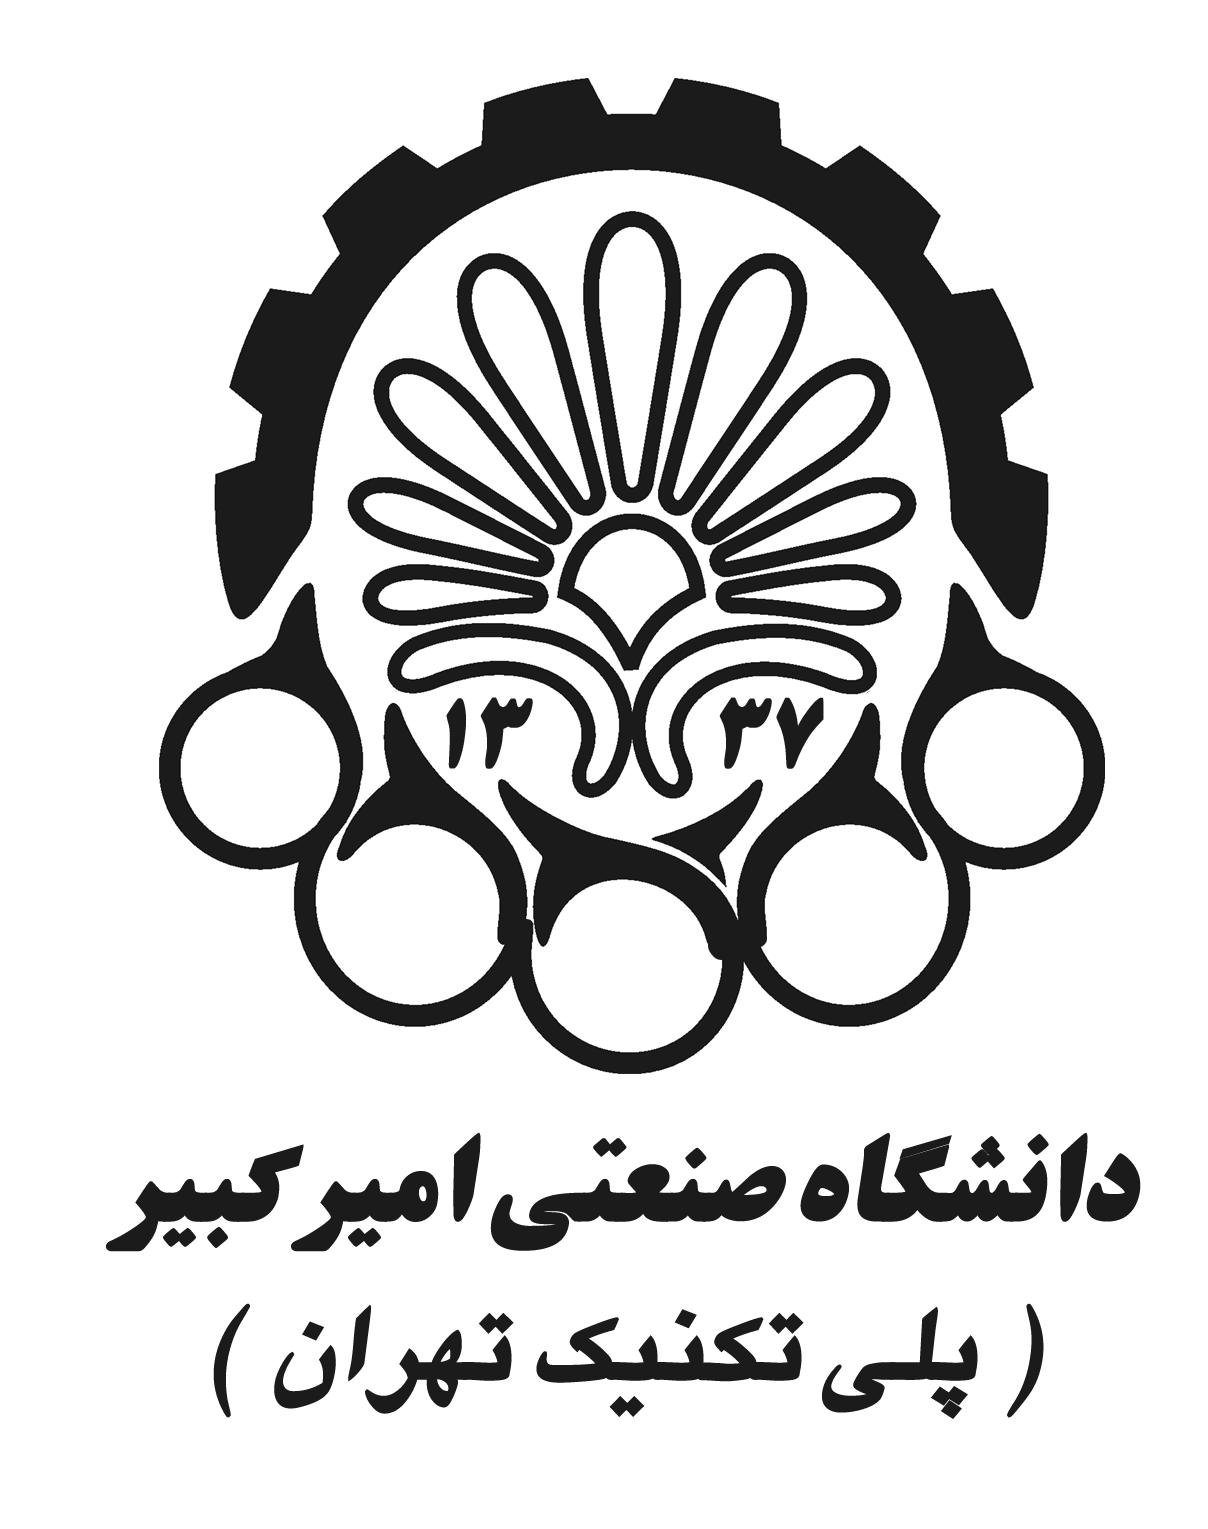 ۱۳ ۳۷
دانشگاه صنعتی امیرکبیر
( پلی تکنیک تهران )